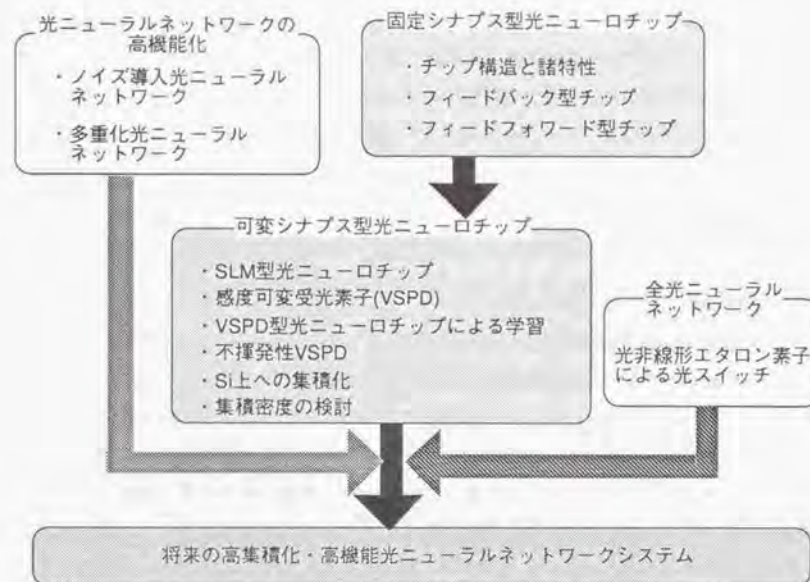 光ニューラルネットワークの
高機能化
・ノイズ導入光ニューラル
ネットワーク
・多重化光ニューラル
ネットワーク
固定シナプス型光ニューロチップ
・チップ構造と諸特性
・フィードバック型チップ
・フィードフォワード型チップ
可変シナプス型光ニューロチップ
・SLM型光ニューロチップ
・感度可変受光素子(VSPD)
・VSPD型光ニューロチップによる学習
・不揮発性VSPD
・Si上への集積化
・集積密度の検討
全光ニューラル
ネットワーク
光非線形エタロン素子
による光スイッチ
将来の高集積化・高機能光ニューラルネットワークシステム